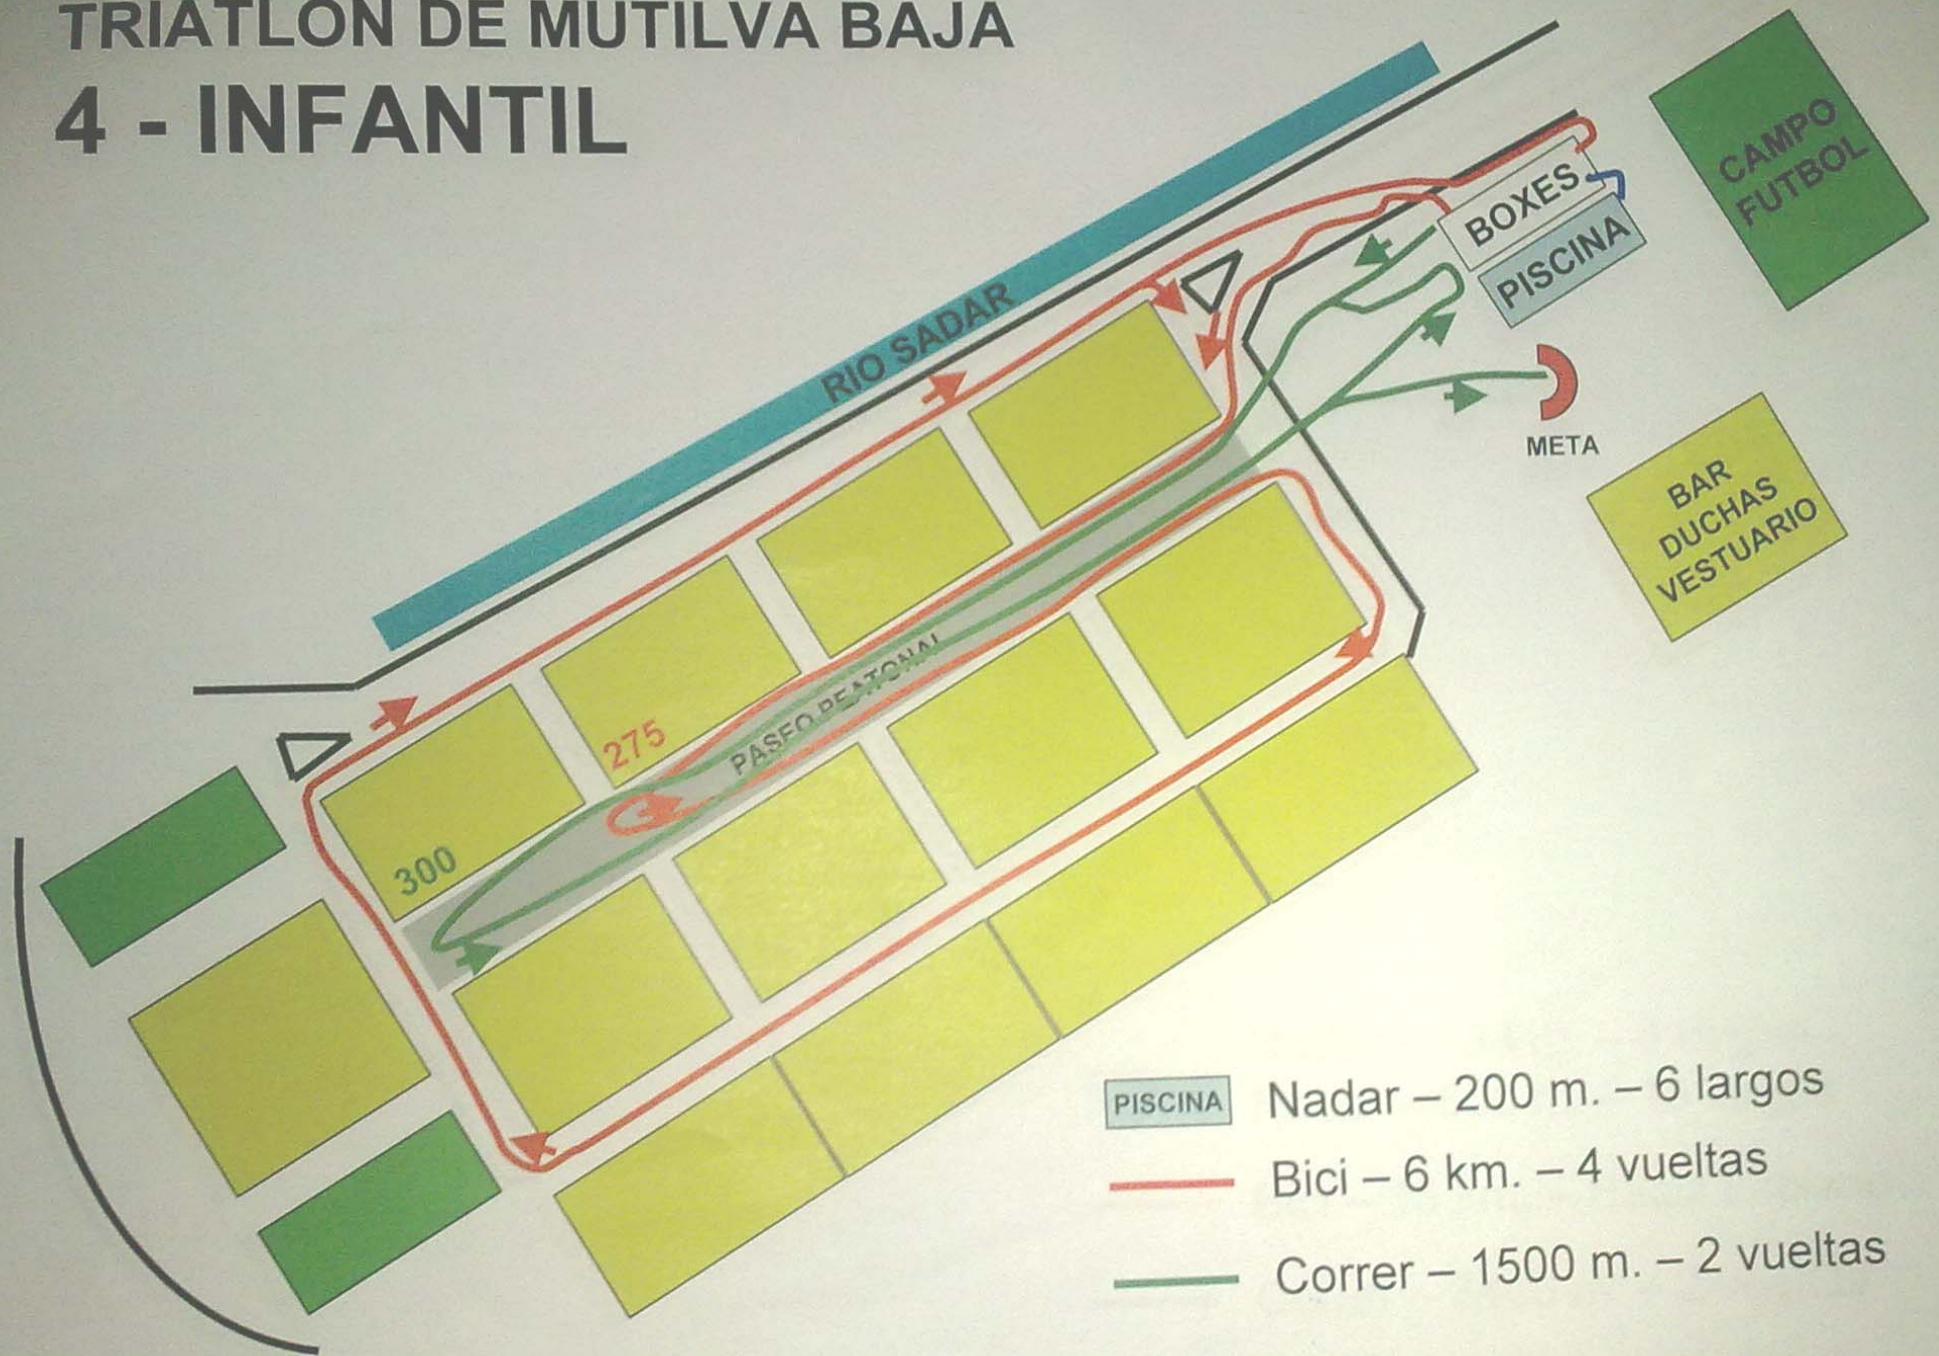 TRIATLON DE MUTILVA BAJA
4 - INFANTIL
CAMPO
FUTBOL
BOXES
PISCINA
RIO SADAR
META
BAR
DUCHAS
VESTUARIO
275
PASEO PEATONAL
300
PISCINA
Nadar – 200 m. – 6 largos
Bici – 6 km. – 4 vueltas
Correr – 1500 m. – 2 vueltas